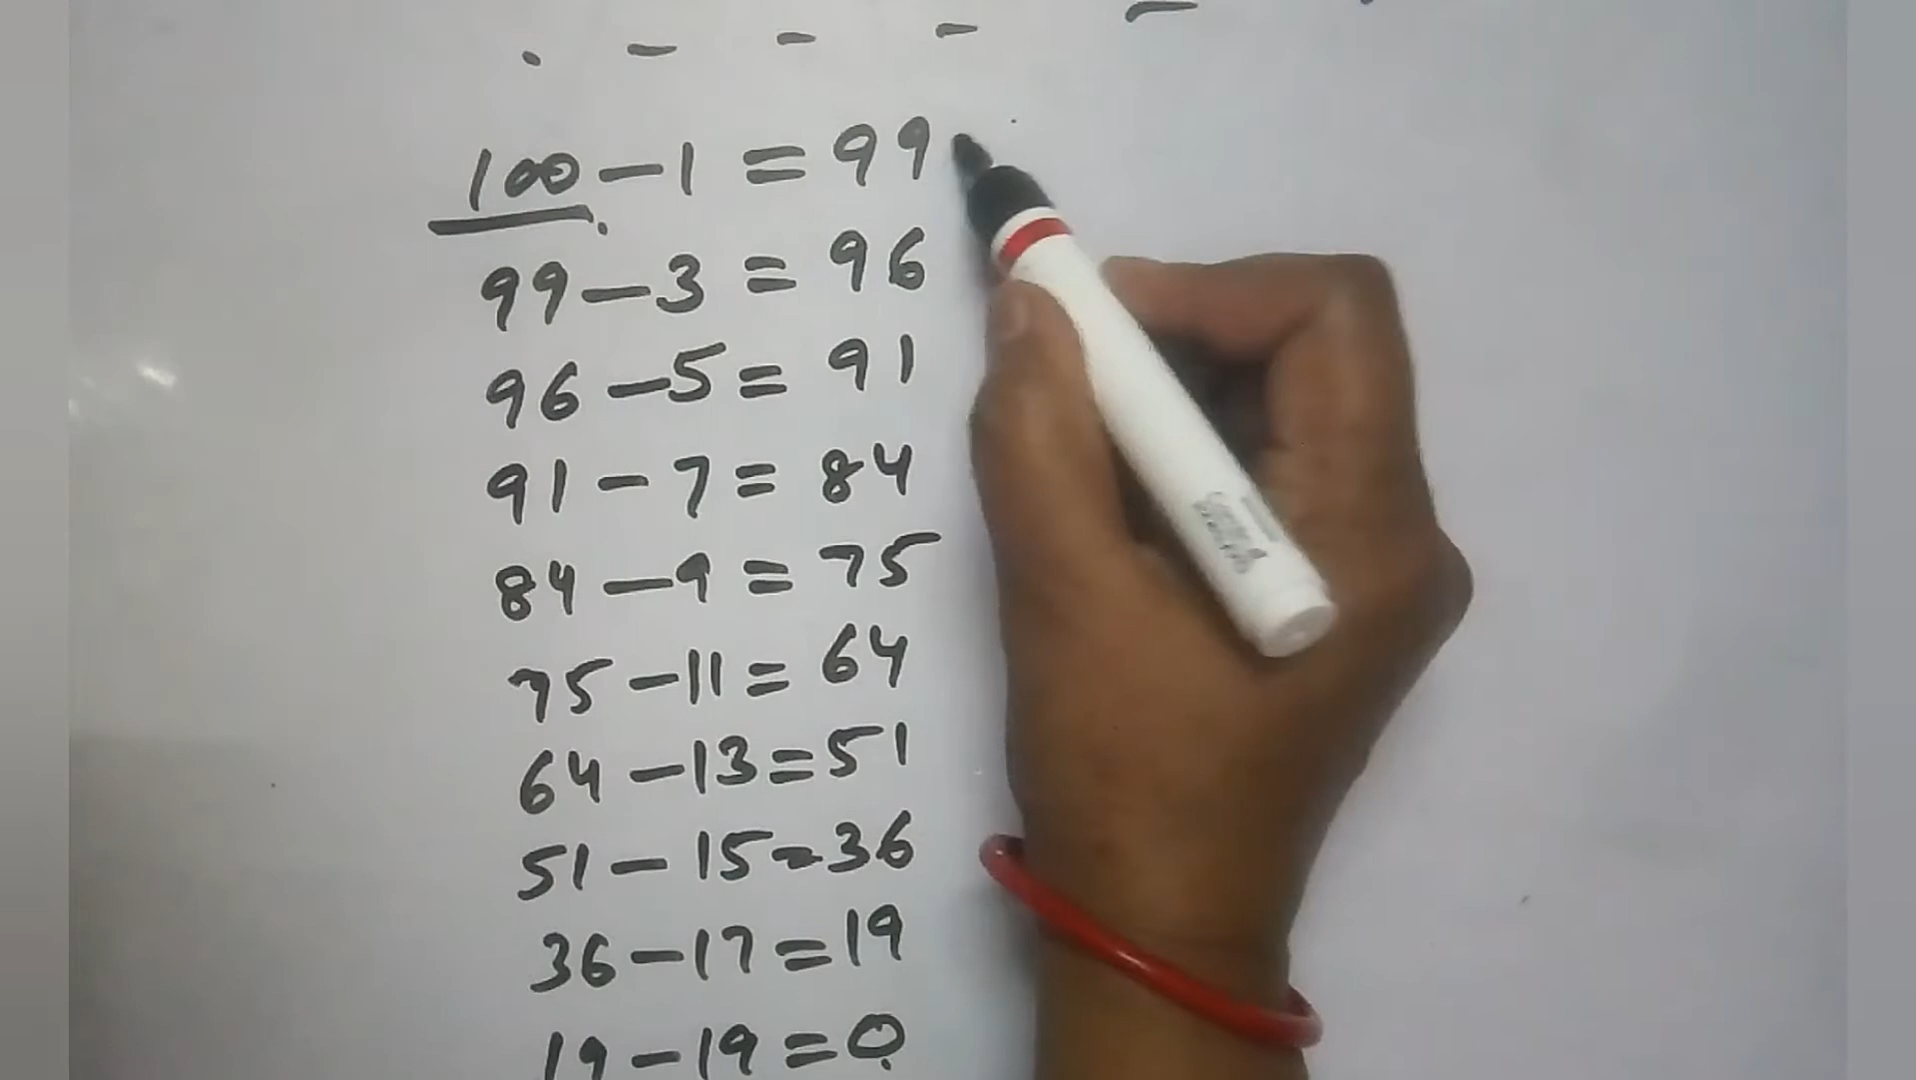 100 - 1 = 99
99 - 3 = 96
96 - 5 = 91
91 - 7 = 84
84 - 9 = 75
75 - 11 = 64
64 - 13 = 51
51 - 15 = 36
36 - 17 = 19
19 - 19 = 0